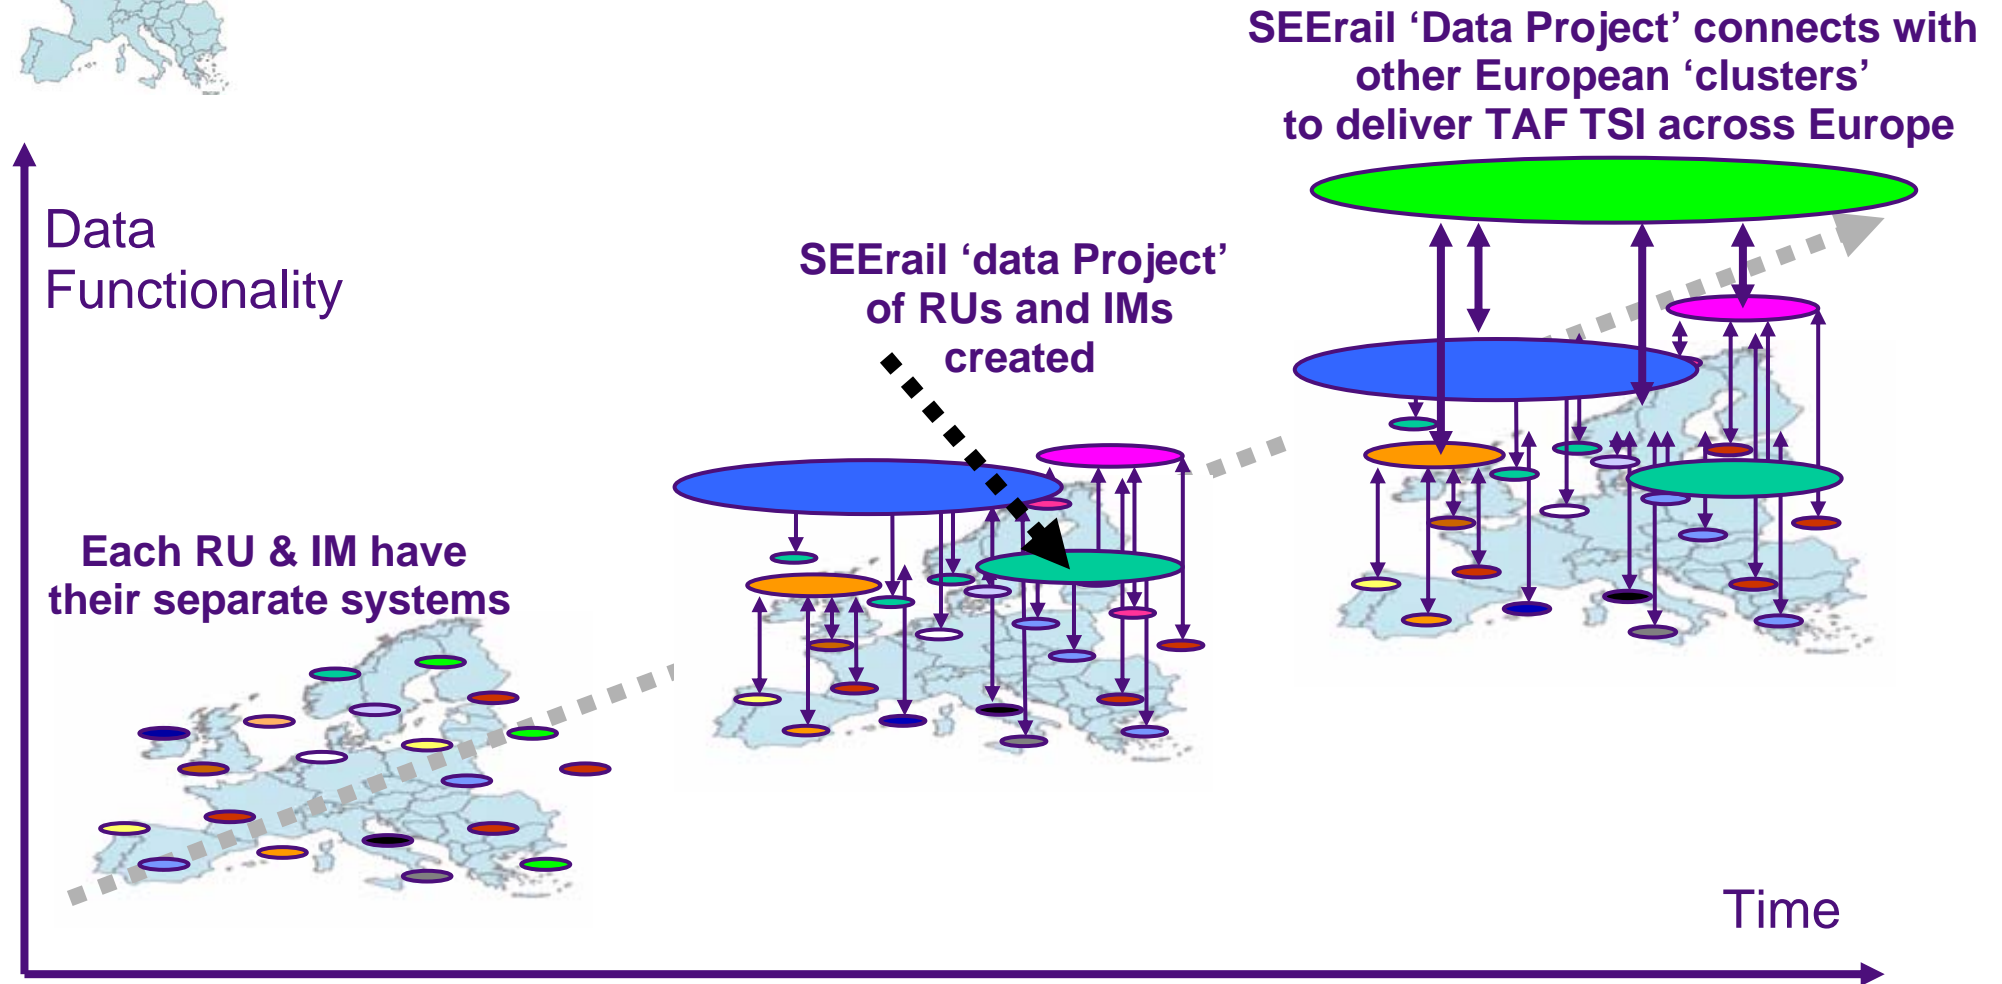 SEErail ‘Data Project’ connects with
other European ‘clusters’
to deliver TAF TSI across Europe
Data
Functionality
SEErail ‘data Project’
of RUs and IMs
created
Each RU & IM have
their separate systems
Time